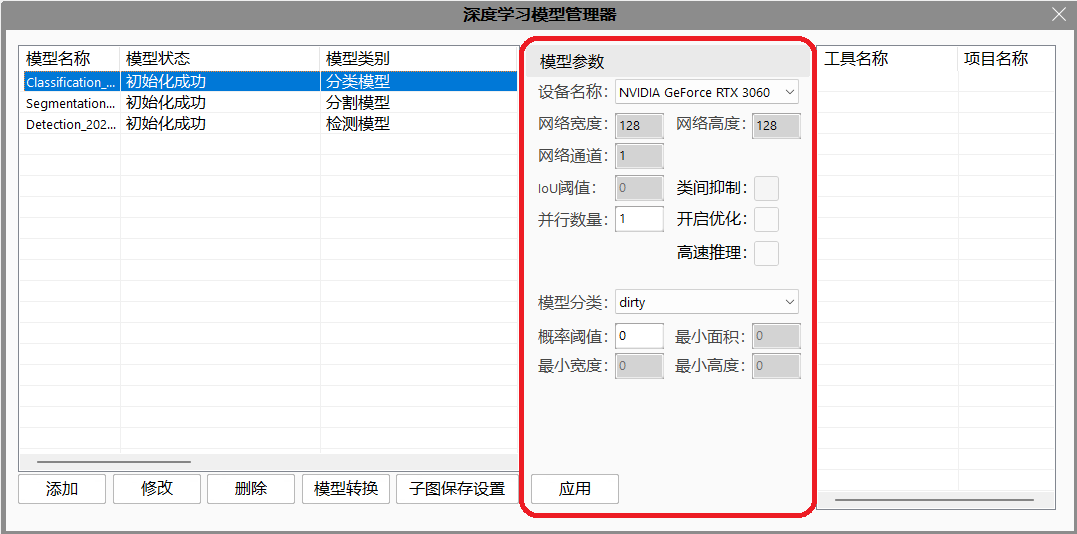 深度学习模型管理器
模型名称 模型状态 模型类别
Classification_... 初始化成功 分类模型
Segmentation... 初始化成功 分割模型
Detection_202... 初始化成功 检测模型
添加 修改 删除 模型转换 子图保存设置
模型参数
设备名称: NVIDIA GeForce RTX 3060
网络宽度: 128 网络高度: 128
网络通道: 1
IoU阈值: 0 类间抑制:
并行数量: 1 开启优化:
高速推理:
模型分类: dirty
概率阈值: 0 最小面积: 0
最小宽度: 0 最小高度: 0
应用
工具名称 项目名称